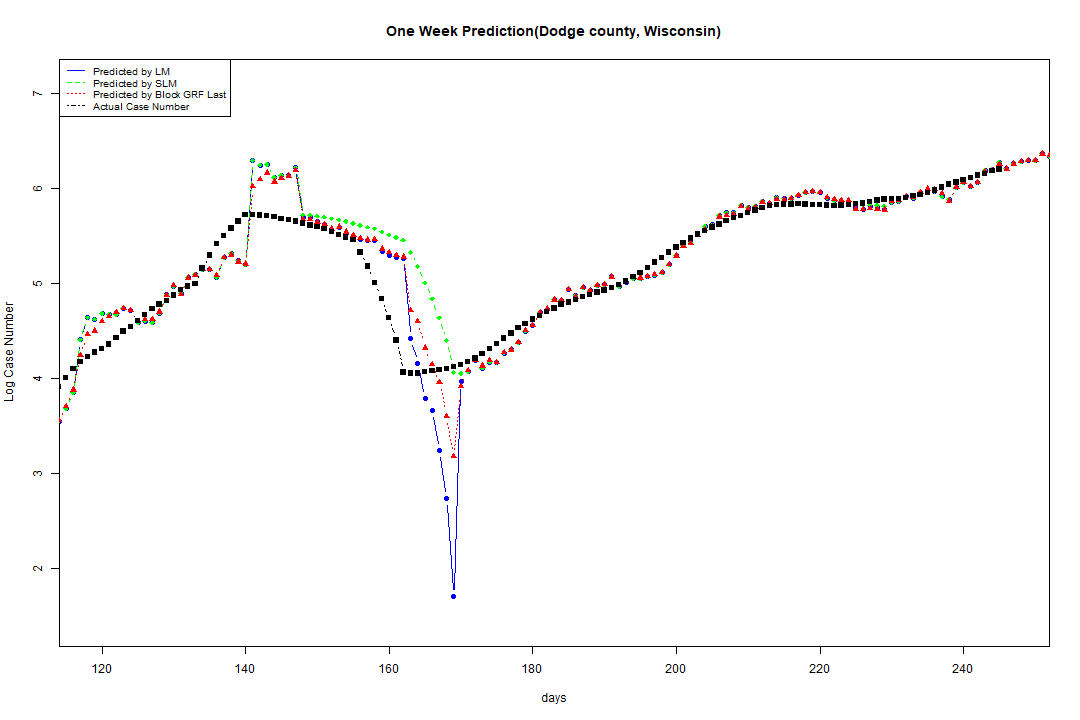 One Week Prediction(Dodge county, Wisconsin)
Predicted by LM
Predicted by SLM
Predicted by Block GRF Last
Actual Case Number
7
6
5
4
3
2
Log Case Number
120 140 160 180 200 220 240
days